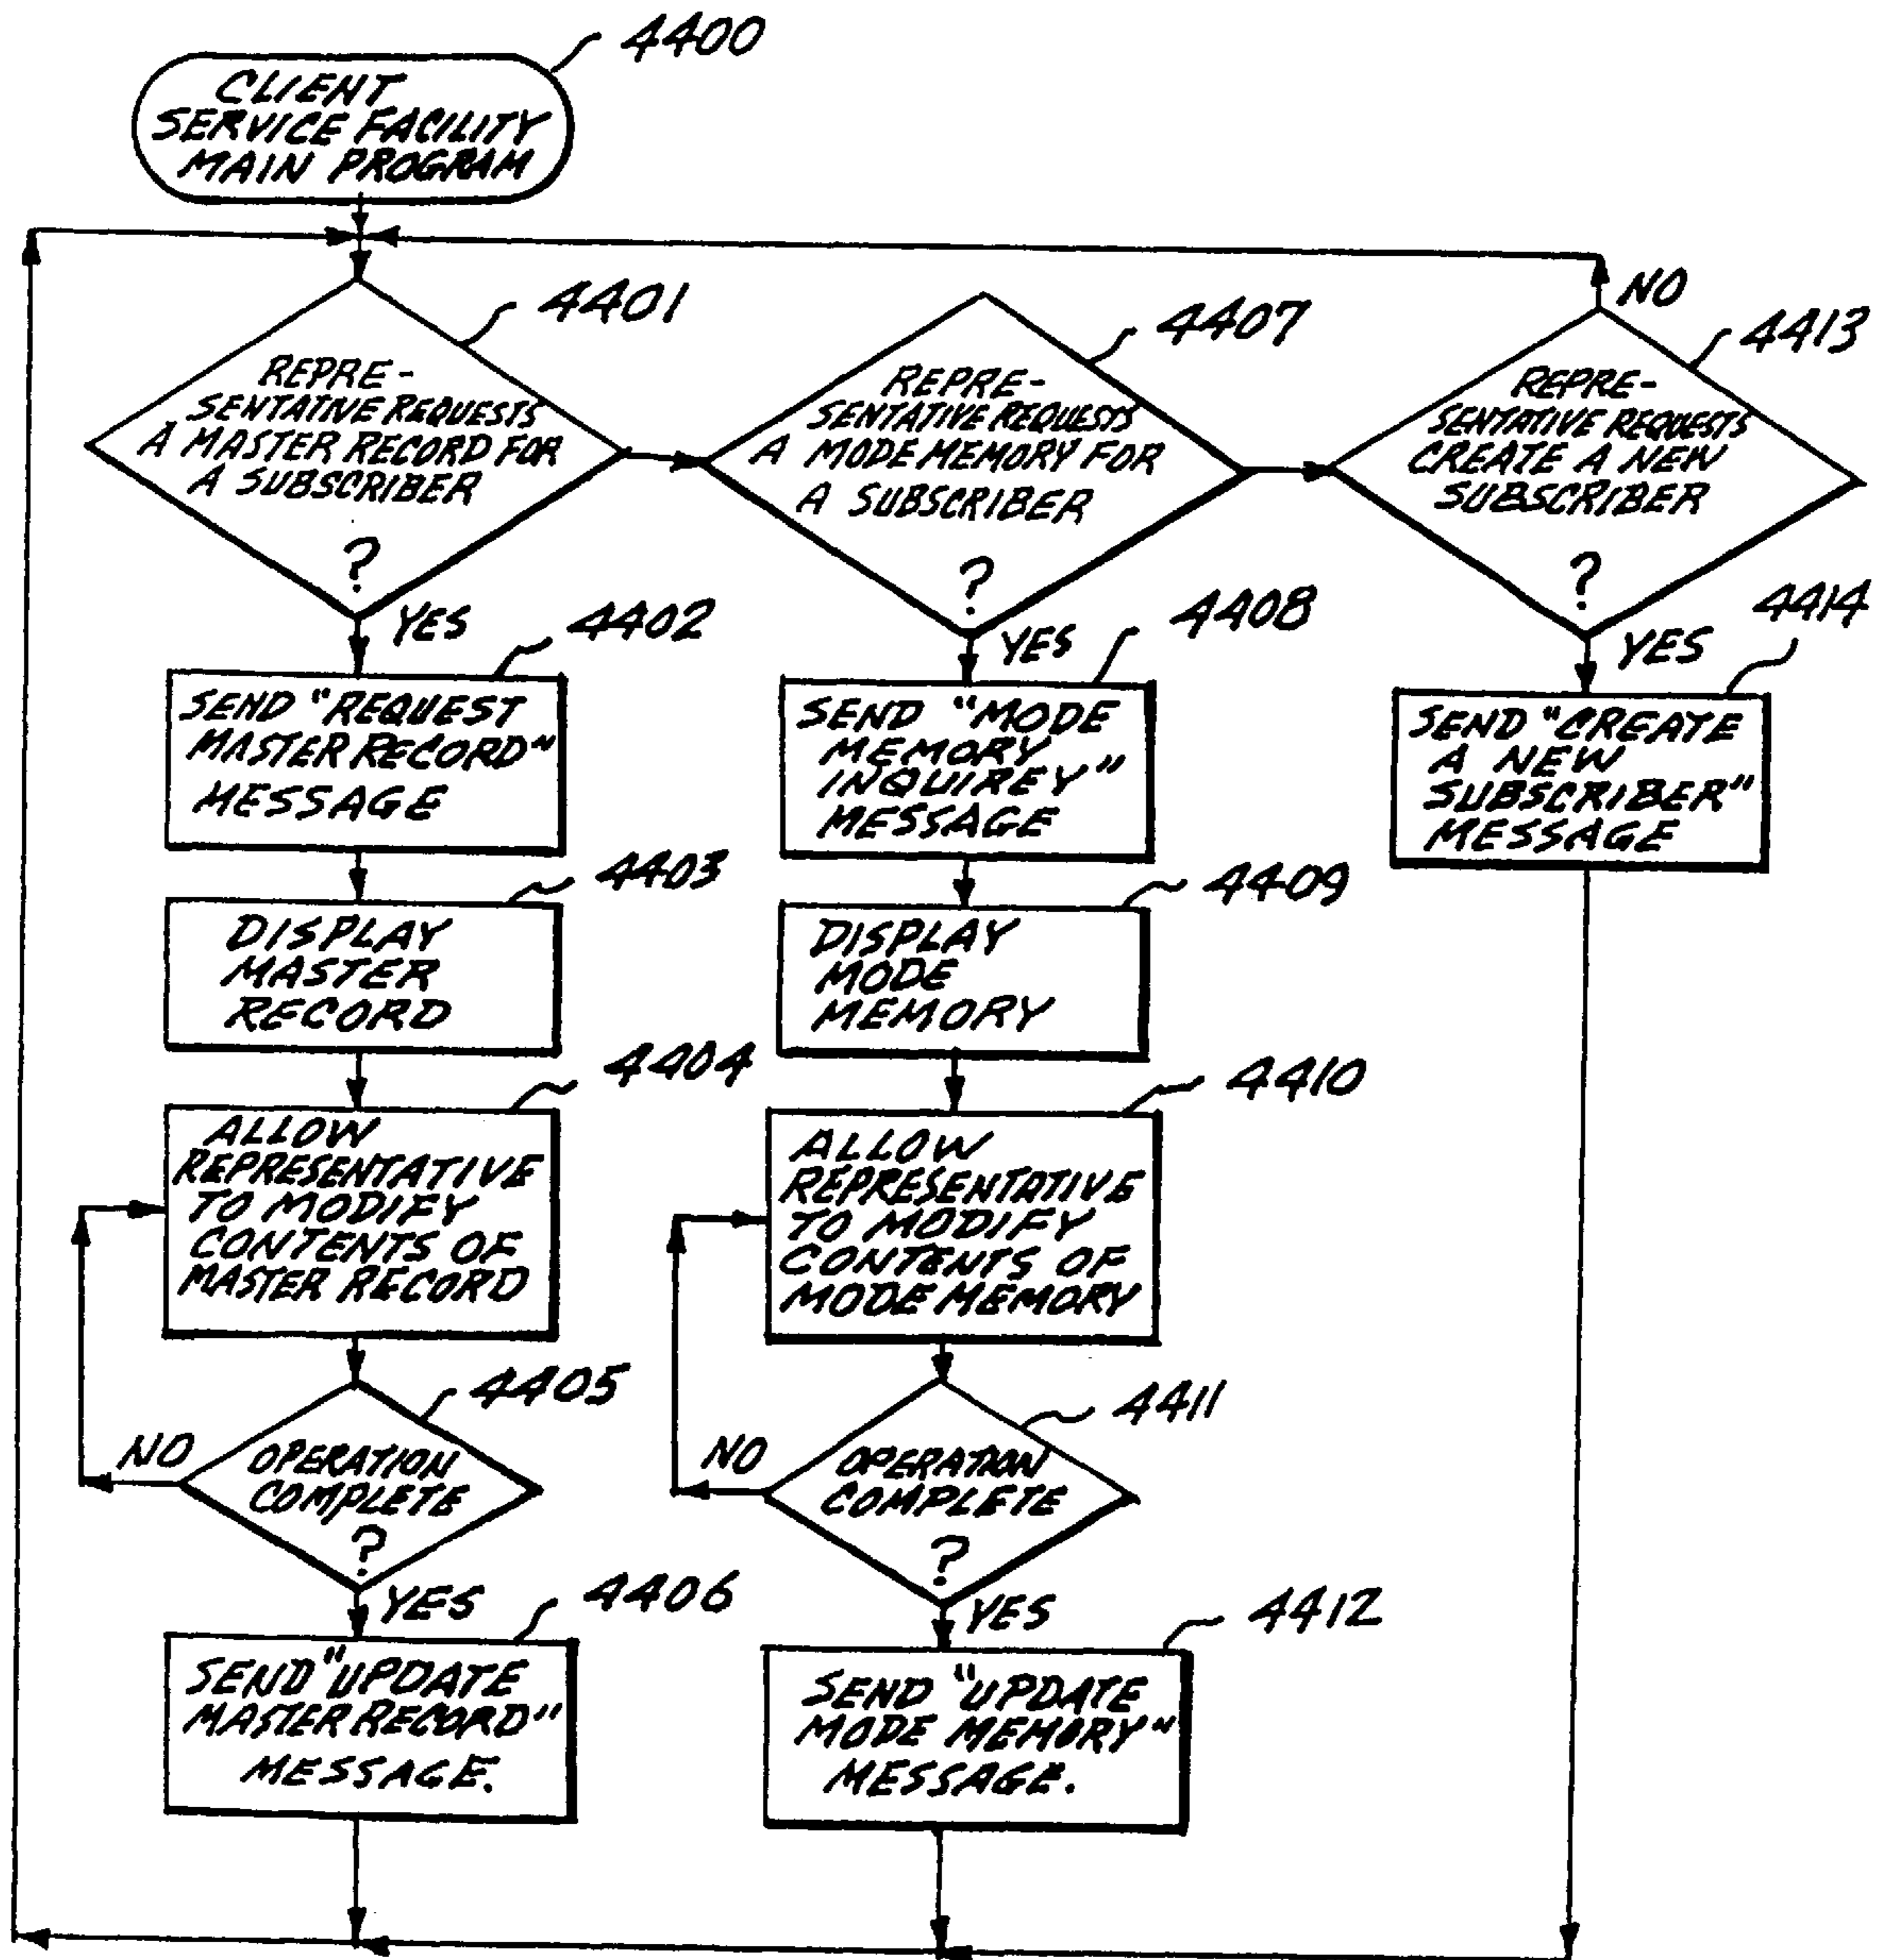 4400
CLIENT
SERVICE FACILITY
MAIN PROGRAM
4401
REPRE-
SENTATIVE REQUESTS
A MASTER RECORD FOR
A SUBSCRIBER
?
YES
4402
SEND "REQUEST
MASTER RECORD"
MESSAGE
4403
DISPLAY
MASTER
RECORD
4404
ALLOW
REPRESENTATIVE
TO MODIFY
CONTENTS OF
MASTER RECORD
4405
OPERATION
COMPLETE
?
NO
YES
4406
SEND "UPDATE
MASTER RECORD"
MESSAGE.
4407
REPRE-
SENTATIVE REQUESTS
A MODE MEMORY FOR
A SUBSCRIBER
?
YES
4408
SEND "MODE
MEMORY
INQUIREY"
MESSAGE
4409
DISPLAY
MODE
MEMORY
4410
ALLOW
REPRESENTATIVE
TO MODIFY
CONTENTS OF
MODE MEMORY
4411
OPERATION
COMPLETE
?
NO
YES
4412
SEND "UPDATE
MODE MEMORY"
MESSAGE.
NO
4413
REPRE-
SENTATIVE REQUESTS
CREATE A NEW
SUBSCRIBER
?
YES
4414
SEND "CREATE
A NEW
SUBSCRIBER"
MESSAGE